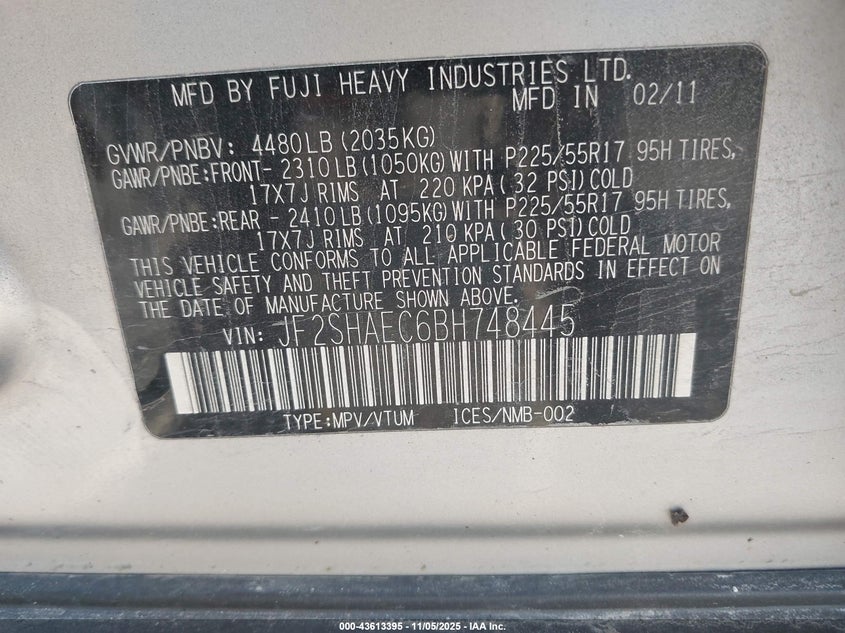 MFD BY FUJI HEAVY INDUSTRIES LTD.
MFD IN 02/11
GVWR/PNBV: 4480LB (2035KG)
GAWR/PNBE:FRONT- 2310LB (1050KG) WITH P225/55R17 95H TIRES,
17X7J RIMS AT 220 KPA ( 32 PSI) COLD
GAWR/PNBE:REAR - 2410LB (1095KG) WITH P225/55R17 95H TIRES,
17X7J RIMS AT 210 KPA ( 30 PSI) COLD
THIS VEHICLE CONFORMS TO ALL APPLICABLE FEDERAL MOTOR
VEHICLE SAFETY AND THEFT PREVENTION STANDARDS IN EFFECT ON
THE DATE OF MANUFACTURE SHOWN ABOVE.
VIN: JF2SHAEC6BH748445
TYPE:MPV/VTUM ICES/NMB-002
000-43613395 - 11/05/2025 - IAA Inc.